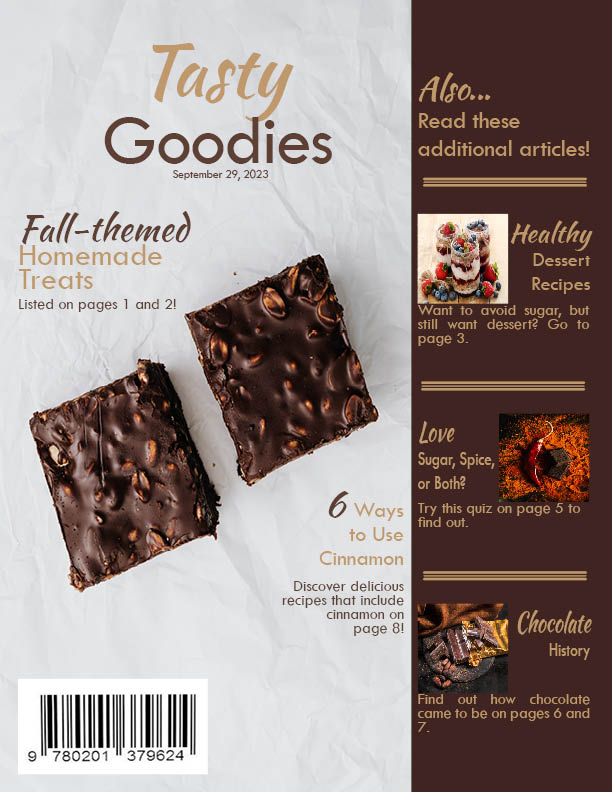 Tasty
Goodies
September 29, 2023
Fall-themed
Homemade
Treats
Listed on pages 1 and 2!
6 Ways
to Use
Cinnamon
Discover delicious
recipes that include
cinnamon on
page 8!
9 780201 379624
Also...
Read these
additional articles!
Healthy
Dessert
Recipes
Want to avoid sugar, but
still want dessert? Go to
page 3.
Love
Sugar, Spice,
or Both?
Try this quiz on page 5 to
find out.
Chocolate
History
Find out how chocolate
came to be on pages 6 and
7.